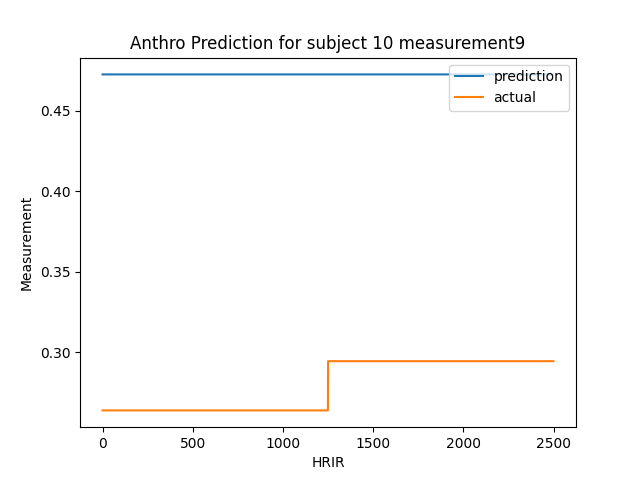 Anthro Prediction for subject 10 measurement9
prediction
actual
0.45
0.40
0.35
0.30
Measurement
0
500
1000
1500
2000
2500
HRIR